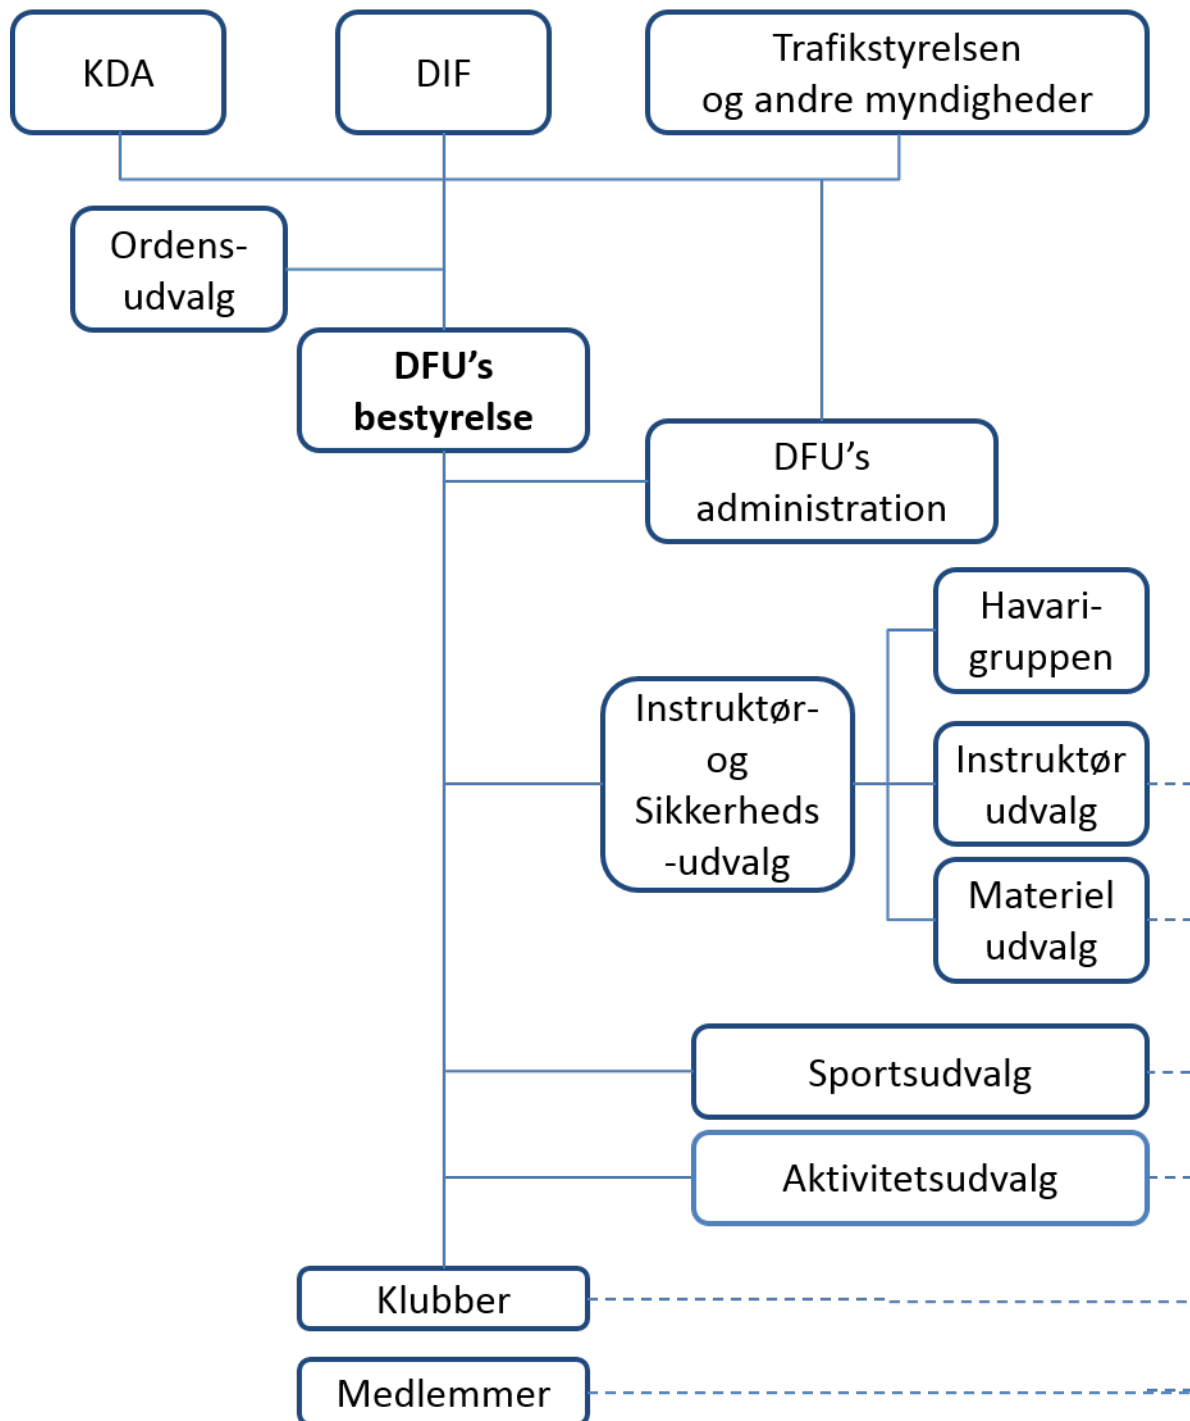 KDA
DIF
Trafikstyrelsen
og andre myndigheder
Ordens-
udvalg
DFU’s
bestyrelse
DFU’s
administration
Havari-
gruppen
Instruktør-
og
Sikkerheds
-udvalg
Instruktør
udvalg
Materiel
udvalg
Sportsudvalg
Aktivitetsudvalg
Klubber
Medlemmer